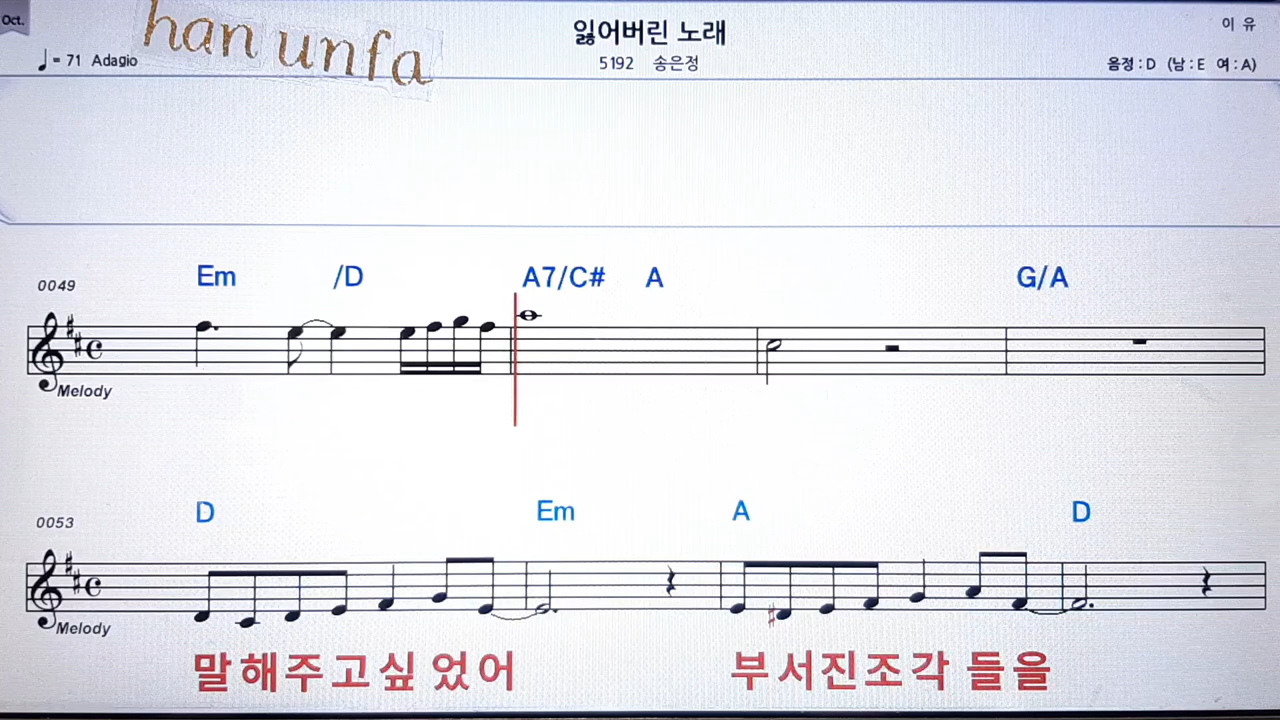 Oct.
han unfa
잃어버린 노래
이 유
♩= 71 Adagio
5192 송은정
음정 : D (남 : E 여 : A)
Em /D A7/C# A G/A
0049
Melody
D Em A D
0053
Melody
말해주고싶 었어 부서진조각 들을